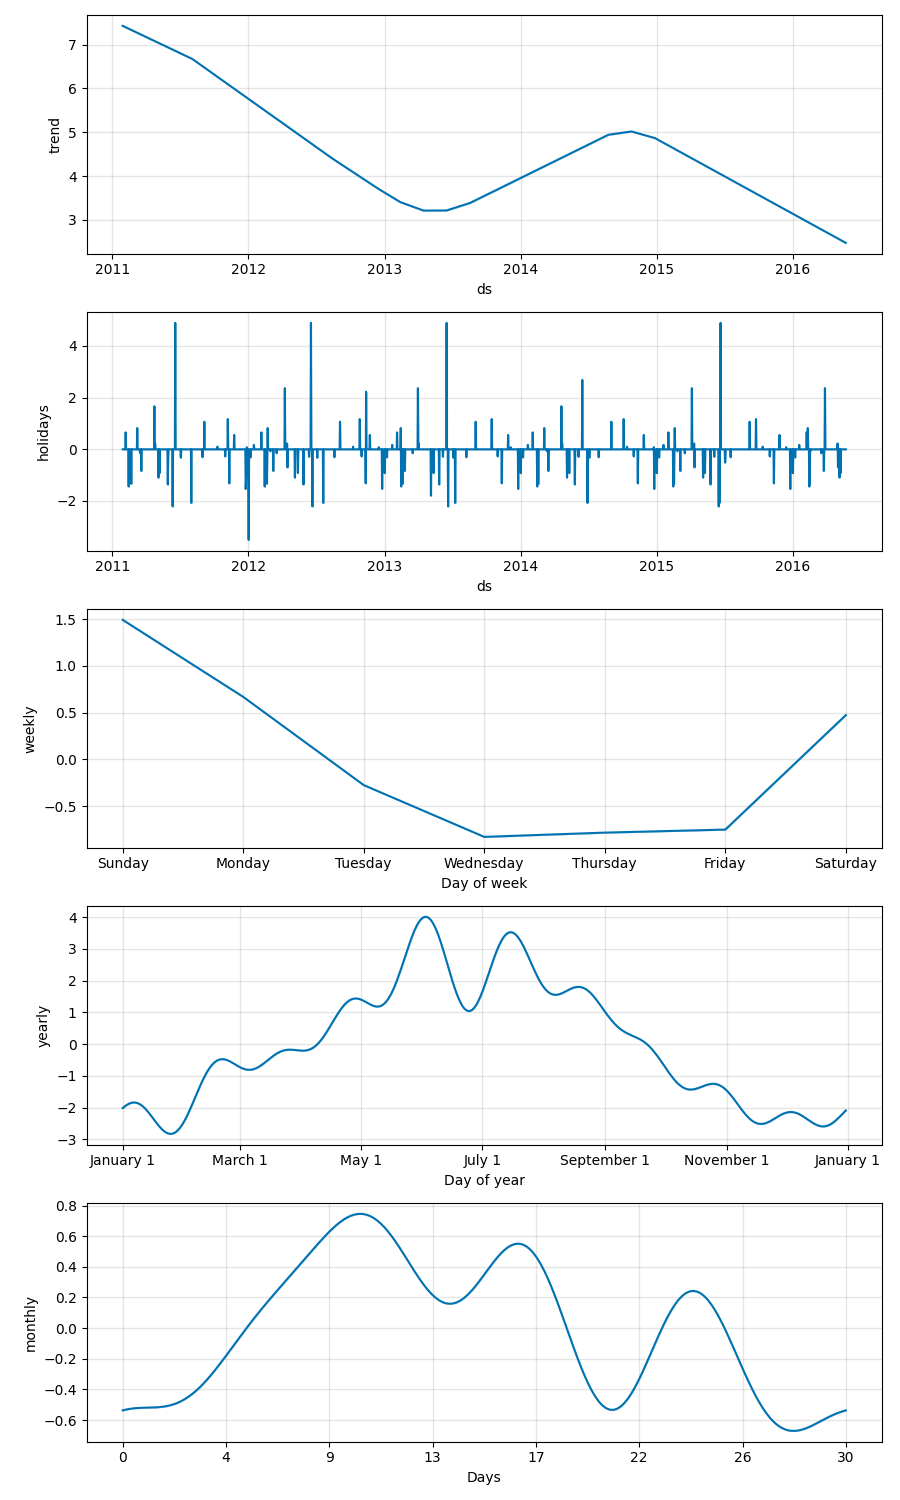 7
6
5
4
3
trend
2011 2012 2013 2014 2015 2016
ds
4
2
0
−2
holidays
2011 2012 2013 2014 2015 2016
ds
1.5
1.0
0.5
0.0
−0.5
weekly
Sunday Monday Tuesday Wednesday Thursday Friday Saturday
Day of week
4
3
2
1
0
−1
−2
−3
yearly
January 1 March 1 May 1 July 1 September 1 November 1 January 1
Day of year
0.8
0.6
0.4
0.2
0.0
−0.2
−0.4
−0.6
monthly
0 4 9 13 17 22 26 30
Days